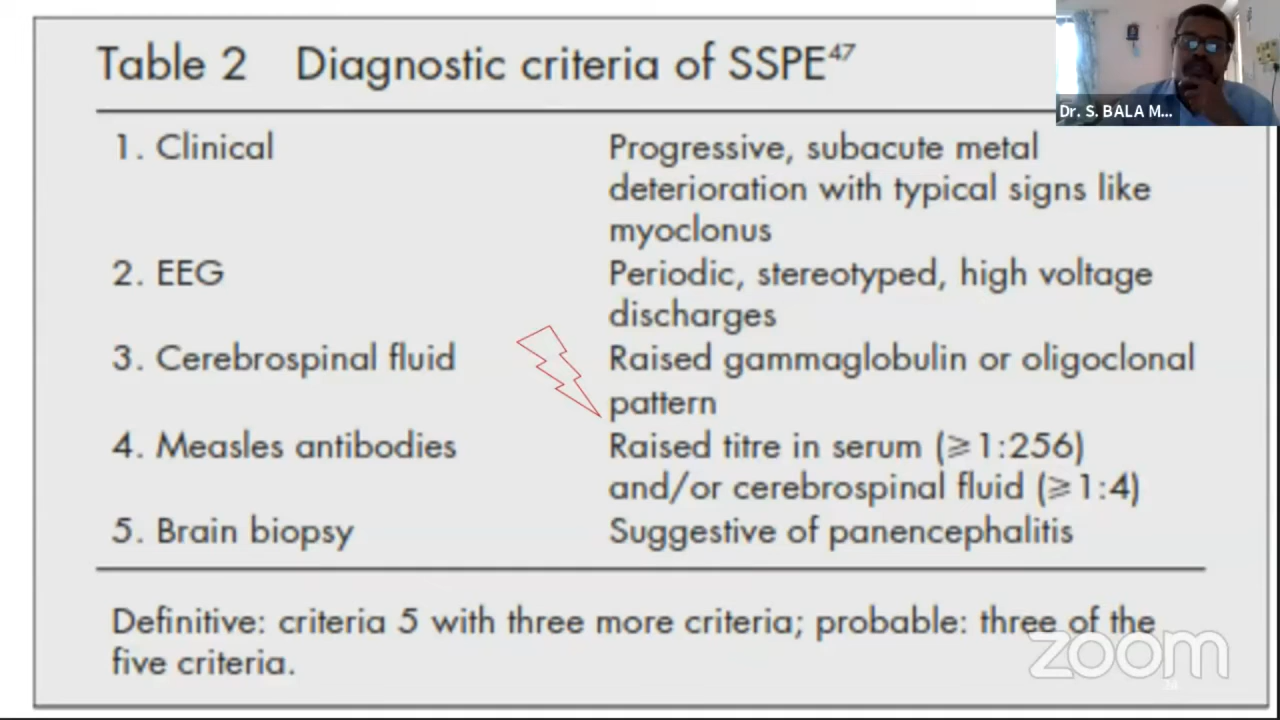 Table 2 Diagnostic criteria of SSPE47
Dr. S. BALA M...
1. Clinical Progressive, subacute metal
deterioration with typical signs like
myoclonus
2. EEG Periodic, stereotyped, high voltage
discharges
3. Cerebrospinal fluid Raised gammaglobulin or oligoclonal
pattern
4. Measles antibodies Raised titre in serum (⩾1:256)
and/or cerebrospinal fluid (⩾1:4)
5. Brain biopsy Suggestive of panencephalitis
Definitive: criteria 5 with three more criteria; probable: three of the
five criteria.
zoom